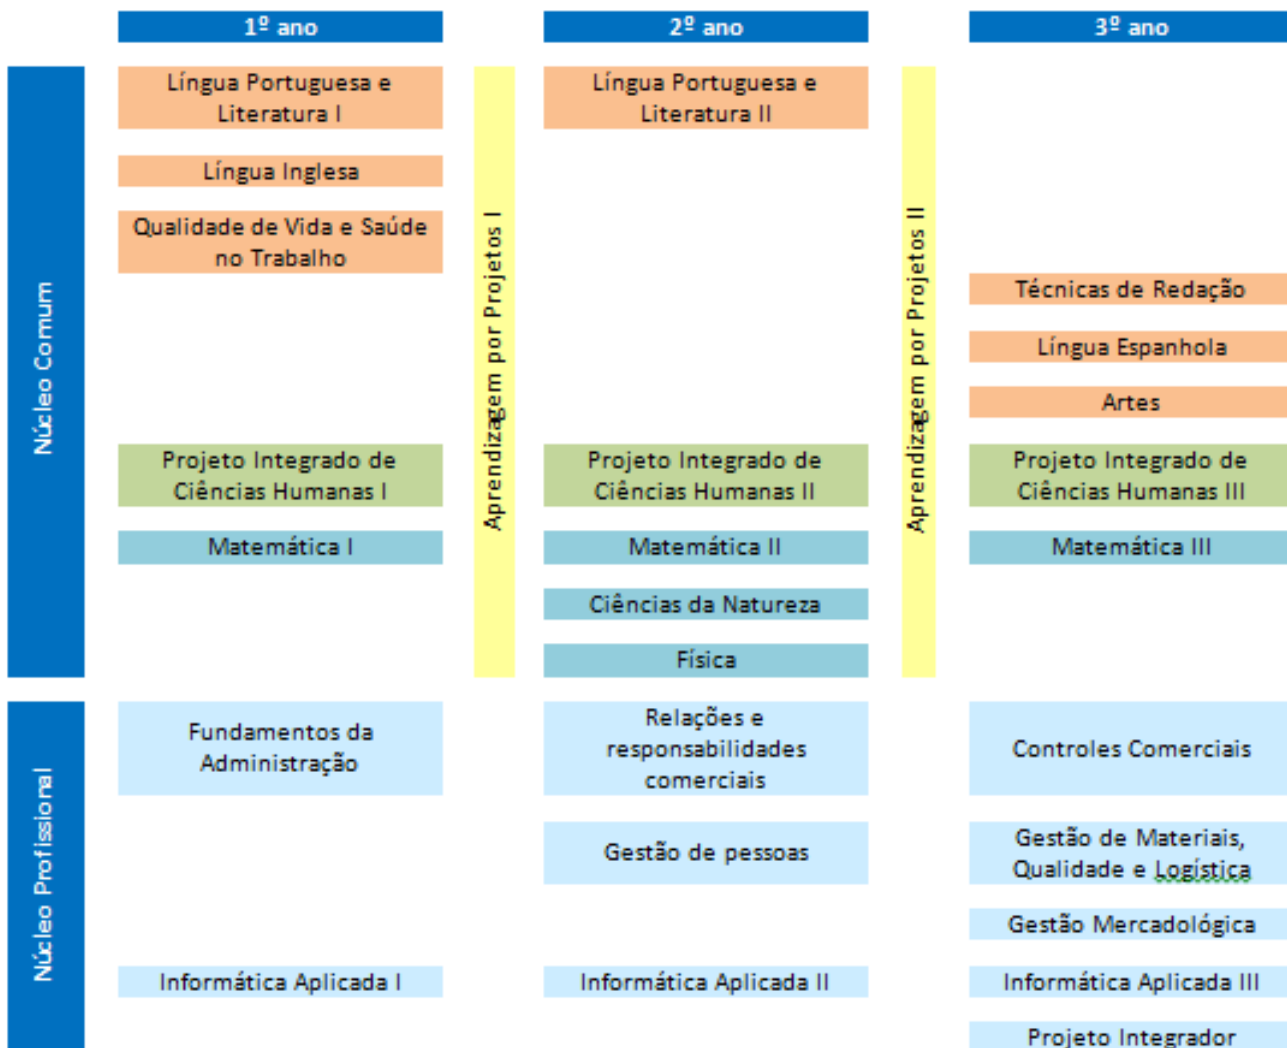 1º ano
2º ano
3º ano
Núcleo Comum
Língua Portuguesa e
Literatura I
Língua Inglesa
Qualidade de Vida e Saúde
no Trabalho
Projeto Integrado de
Ciências Humanas I
Matemática I
Aprendizagem por Projetos I
Língua Portuguesa e
Literatura II
Projeto Integrado de
Ciências Humanas II
Matemática II
Ciências da Natureza
Física
Aprendizagem por Projetos II
Técnicas de Redação
Língua Espanhola
Artes
Projeto Integrado de
Ciências Humanas III
Matemática III
Núcleo Profissional
Fundamentos da
Administração
Informática Aplicada I
Relações e
responsabilidades
comerciais
Gestão de pessoas
Informática Aplicada II
Controles Comerciais
Gestão de Materiais,
Qualidade e Logística
Gestão Mercadológica
Informática Aplicada III
Projeto Integrador